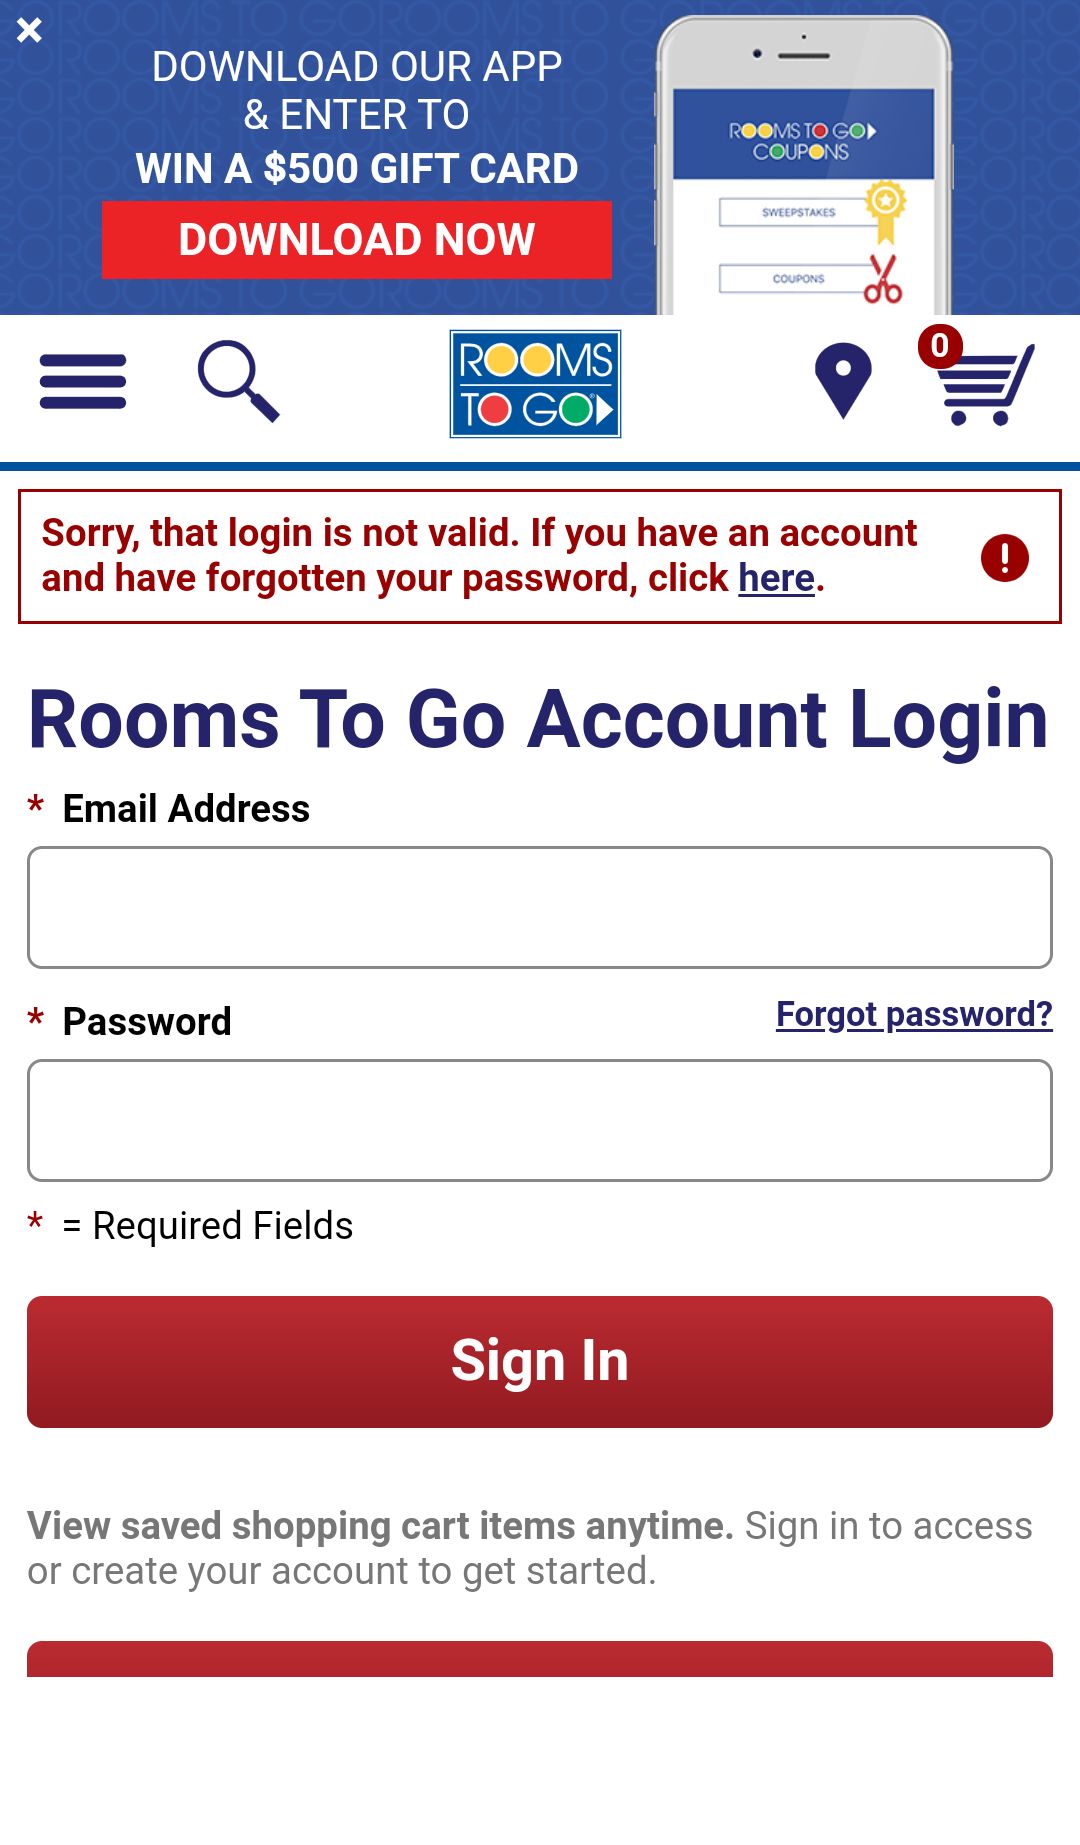 DOWNLOAD OUR APP
& ENTER TO
WIN A $500 GIFT CARD
DOWNLOAD NOW
ROOMS TO GO
COUPONS
SWEEPSTAKES
COUPONS
ROOMS
TO GO
0
Sorry, that login is not valid. If you have an account
and have forgotten your password, click here.
Rooms To Go Account Login
* Email Address
* Password
Forgot password?
* = Required Fields
Sign In
View saved shopping cart items anytime. Sign in to access
or create your account to get started.